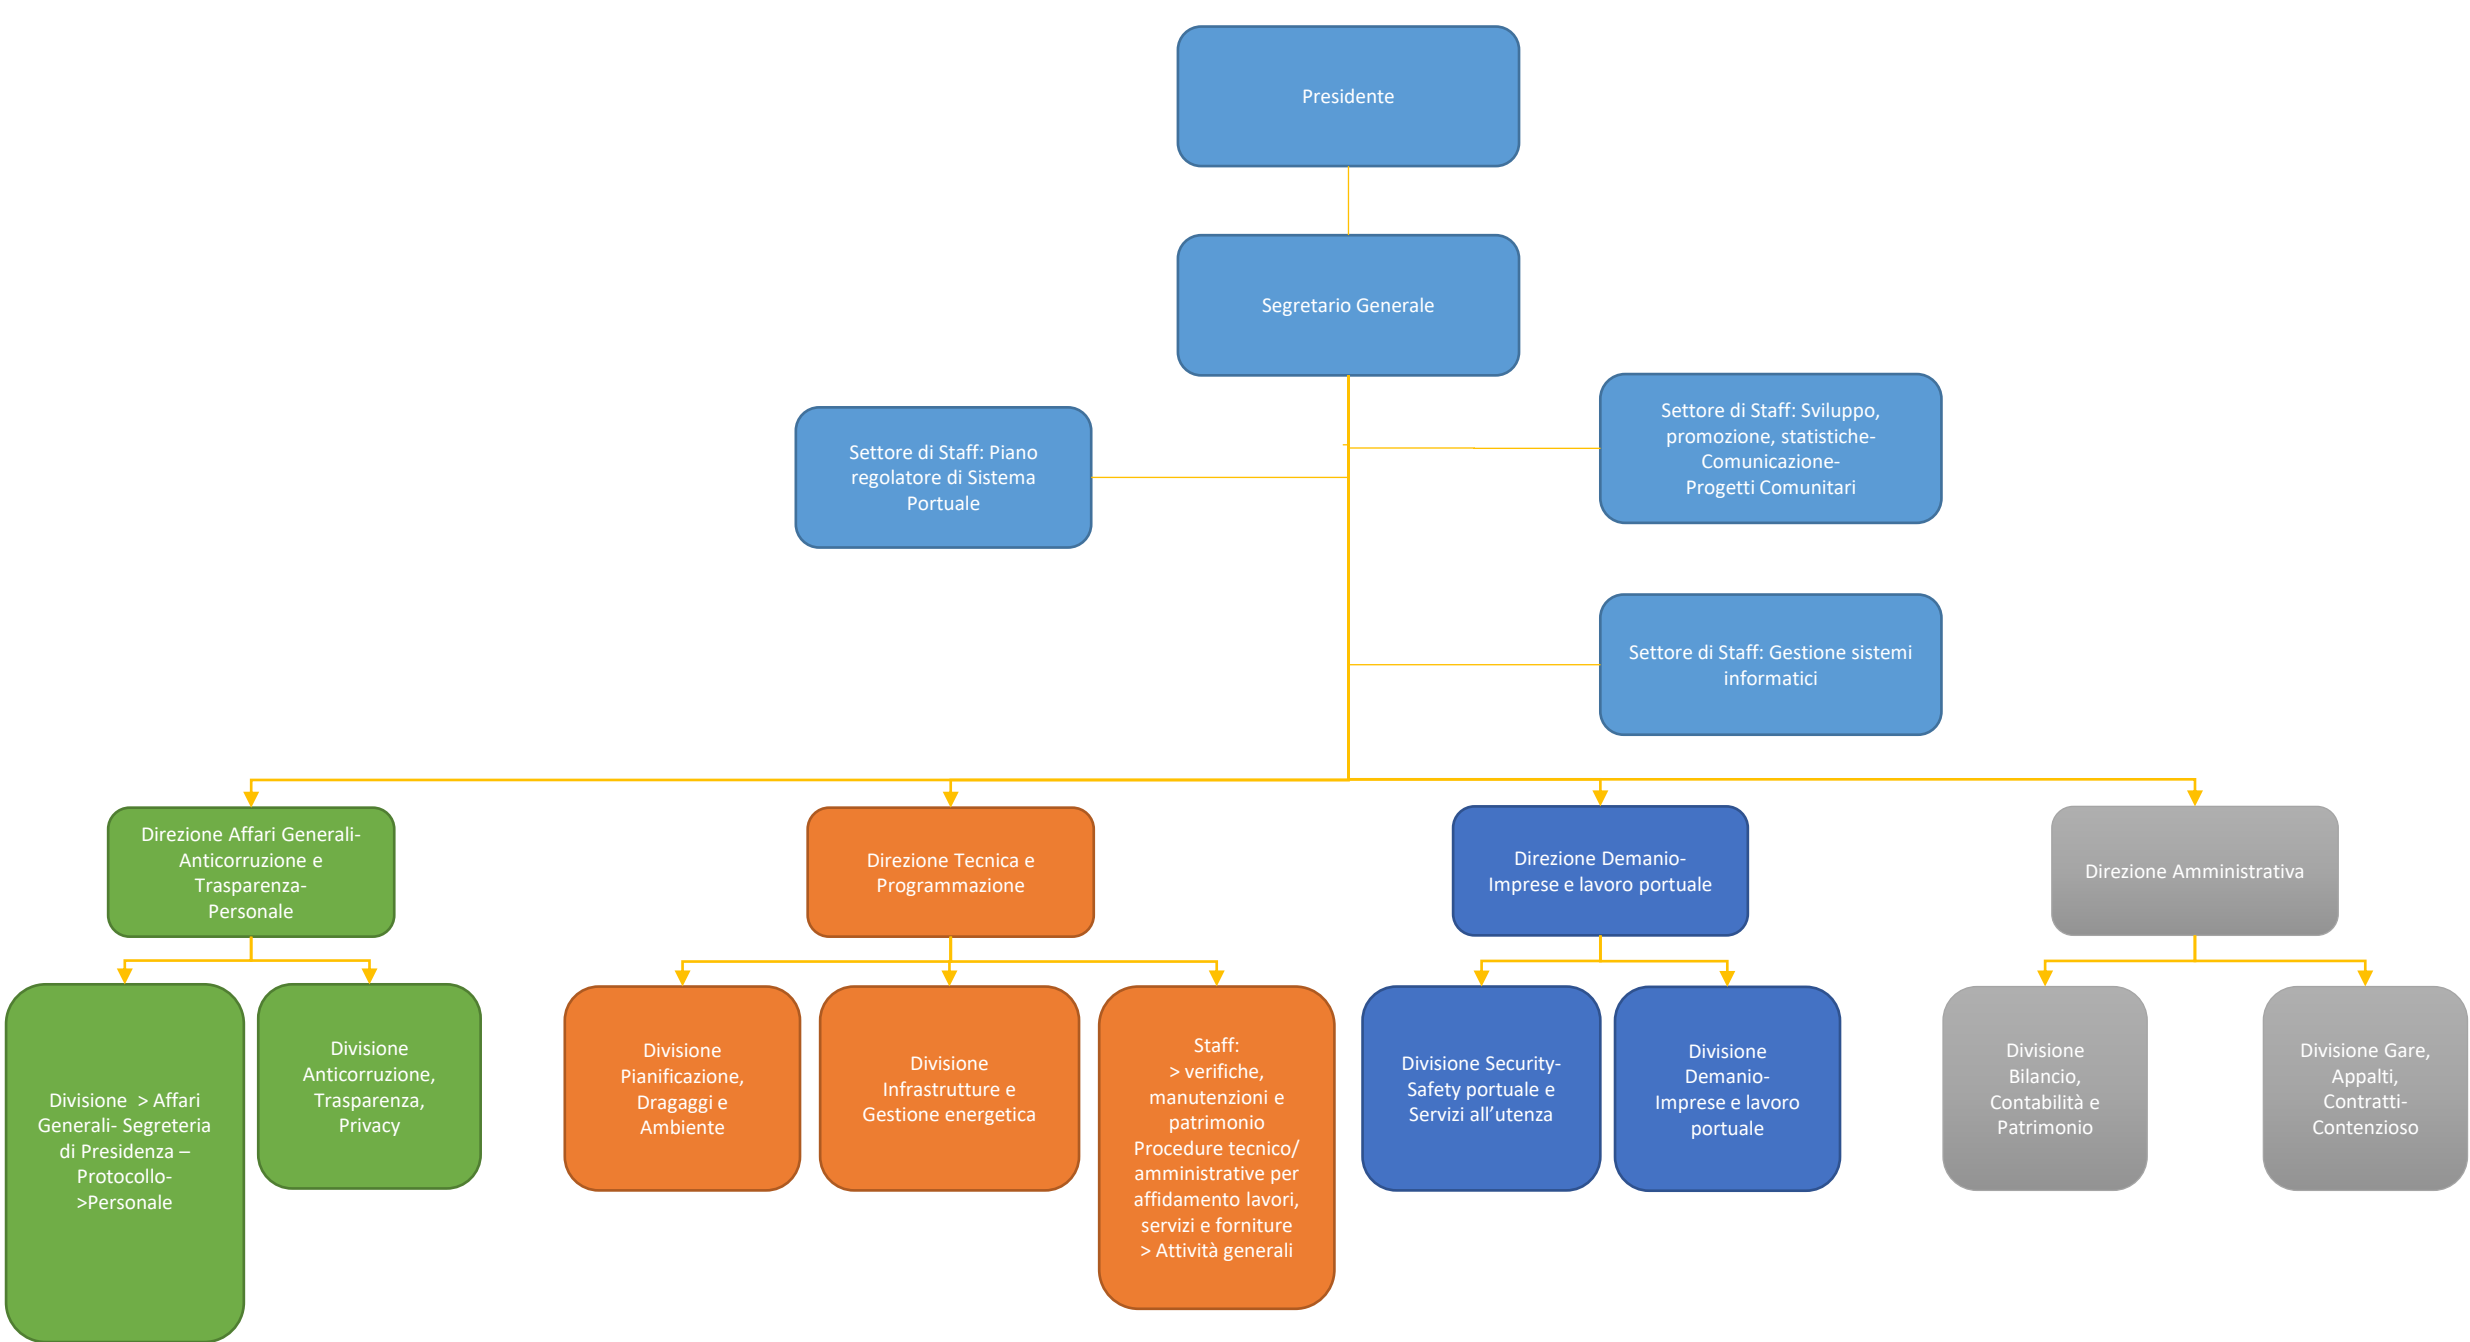 Presidente
Segretario Generale
Settore di Staff: Piano
regolatore di Sistema
Portuale
Settore di Staff: Sviluppo,
promozione, statistiche-
Comunicazione-
Progetti Comunitari
Settore di Staff: Gestione sistemi
informatici
Direzione Affari Generali-
Anticorruzione e
Trasparenza-
Personale
Direzione Tecnica e
Programmazione
Direzione Demanio-
Imprese e lavoro portuale
Direzione Amministrativa
Divisione  > Affari
Generali- Segreteria
di Presidenza –
Protocollo-
>Personale
Divisione
Anticorruzione,
Trasparenza,
Privacy
Divisione
Pianificazione,
Dragaggi e
Ambiente
Divisione
Infrastrutture e
Gestione energetica
Staff:
> verifiche,
manutenzioni e
patrimonio
Procedure tecnico/
amministrative per
affidamento lavori,
servizi e forniture
> Attività generali
Divisione Security-
Safety portuale e
Servizi all’utenza
Divisione
Demanio-
Imprese e lavoro
portuale
Divisione
Bilancio,
Contabilità e
Patrimonio
Divisione Gare,
Appalti,
Contratti-
Contenzioso